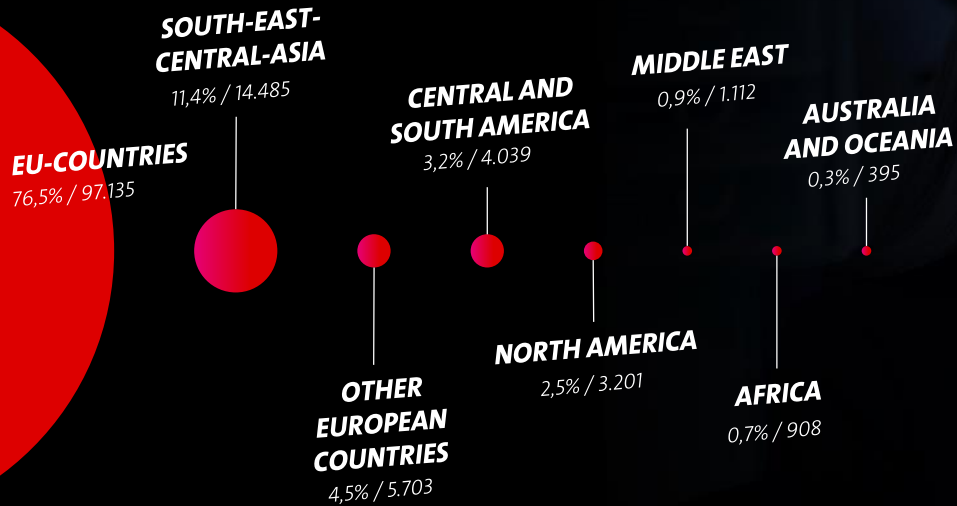 EU-COUNTRIES
76,5% / 97.135
SOUTH-EAST-
CENTRAL-ASIA
11,4% / 14.485
OTHER
EUROPEAN
COUNTRIES
4,5% / 5.703
CENTRAL AND
SOUTH AMERICA
3,2% / 4.039
NORTH AMERICA
2,5% / 3.201
MIDDLE EAST
0,9% / 1.112
AFRICA
0,7% / 908
AUSTRALIA
AND OCEANIA
0,3% / 395